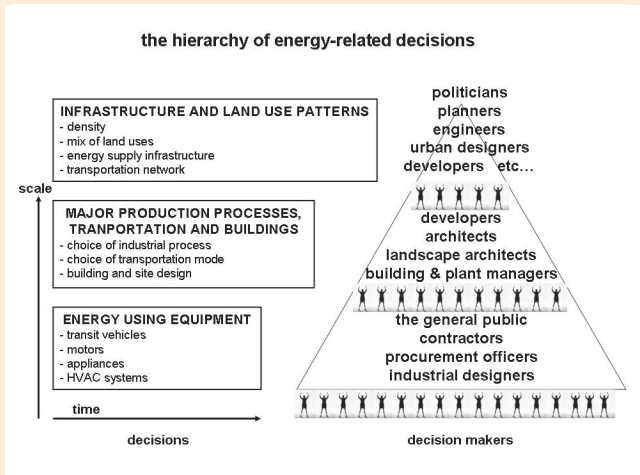 the hierarchy of energy-related decisions
INFRASTRUCTURE AND LAND USE PATTERNS
- density
- mix of land uses
- energy supply infrastructure
- transportation network
scale
MAJOR PRODUCTION PROCESSES,
TRANPORTATION AND BUILDINGS
- choice of industrial process
- choice of transportation mode
- building and site design
ENERGY USING EQUIPMENT
- transit vehicles
- motors
- appliances
- HVAC systems
time
decisions
politicians
planners
engineers
urban designers
developers etc...
developers
architects
landscape architects
building & plant managers
the general public
contractors
procurement officers
industrial designers
decision makers